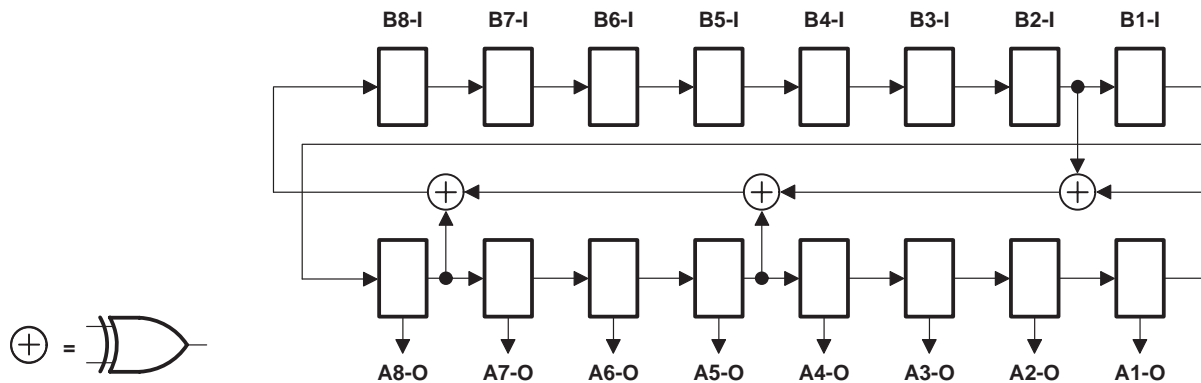 B8-I B7-I B6-I B5-I B4-I B3-I B2-I B1-I
=
A8-O A7-O A6-O A5-O A4-O A3-O A2-O A1-O